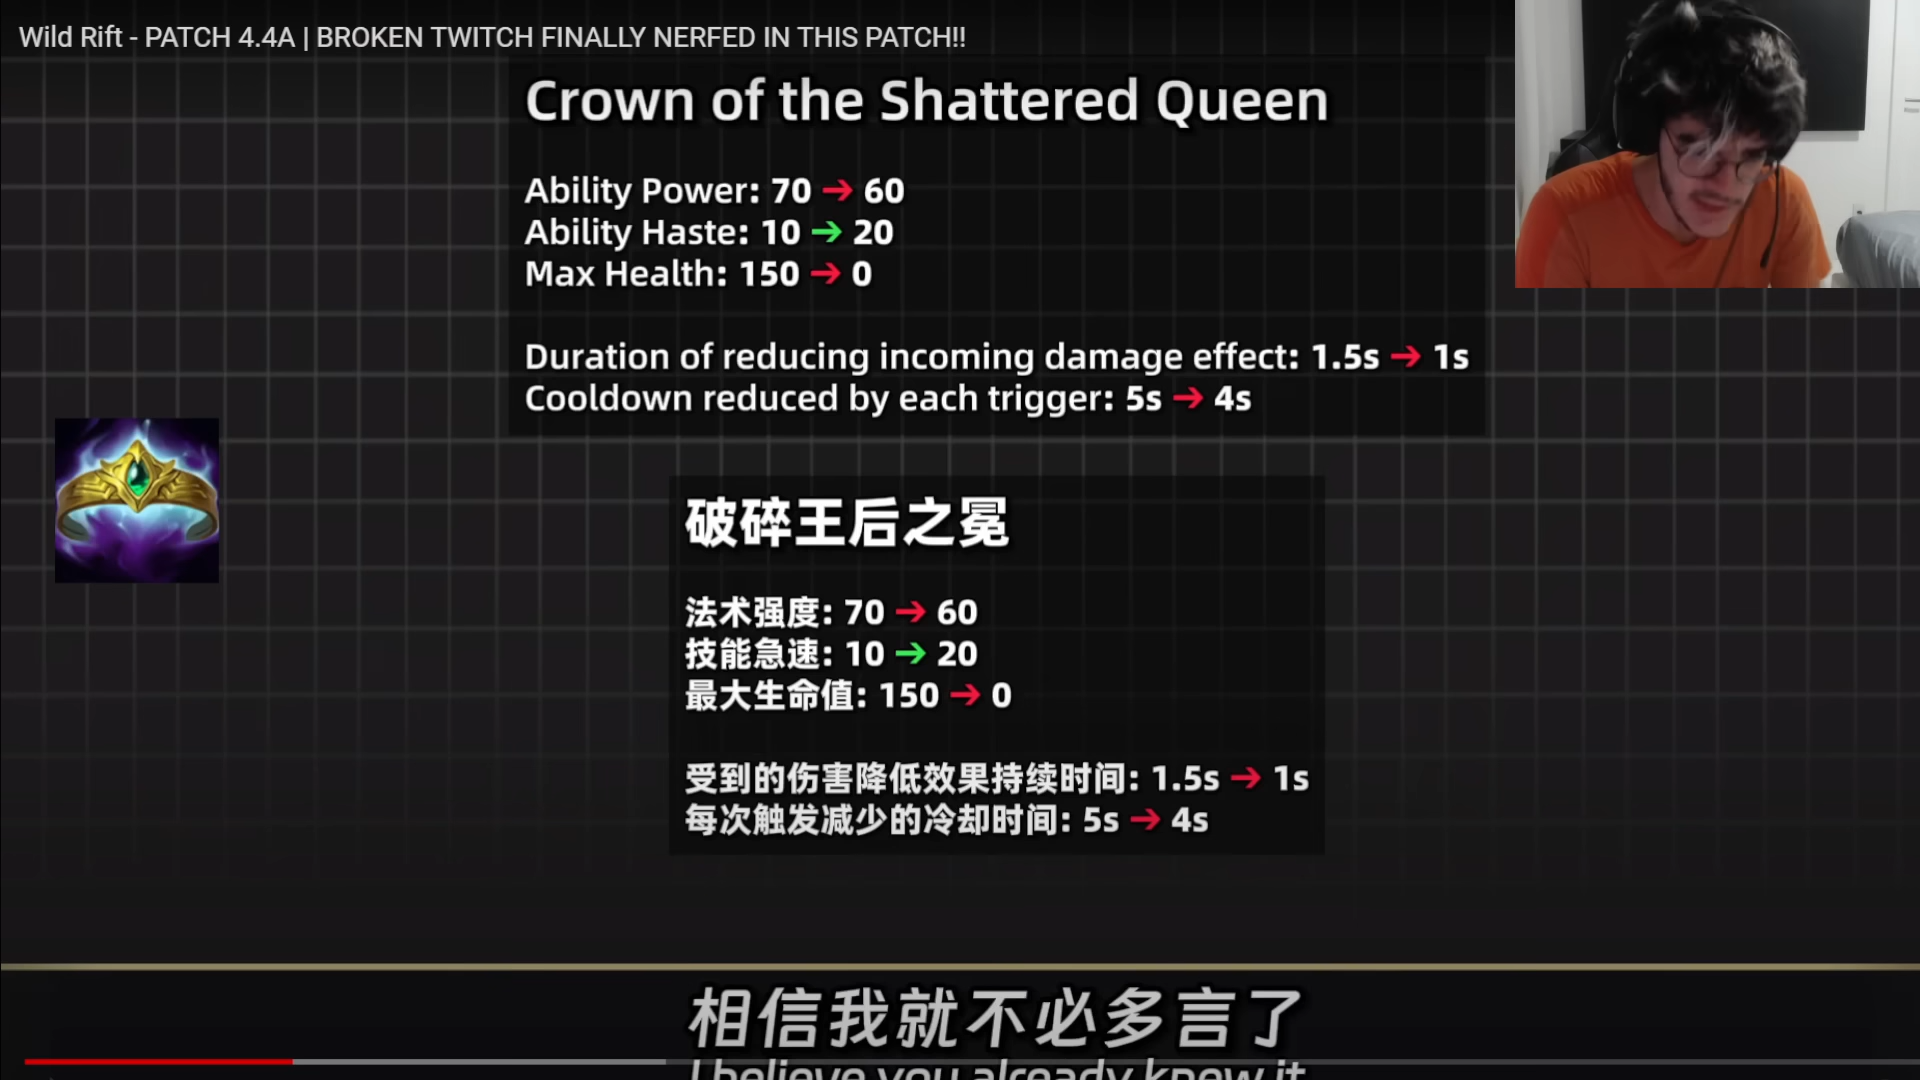 Wild Rift - PATCH 4.4A | BROKEN TWITCH FINALLY NERFED IN THIS PATCH!!
Crown of the Shattered Queen
Ability Power: 70 → 60
Ability Haste: 10 → 20
Max Health: 150 → 0
Duration of reducing incoming damage effect: 1.5s → 1s
Cooldown reduced by each trigger: 5s → 4s
破碎王后之冕
法术强度: 70 → 60
技能急速: 10 → 20
最大生命值: 150 → 0
受到的伤害降低效果持续时间: 1.5s → 1s
每次触发减少的冷却时间: 5s → 4s
相信我就不必多言了
I believe you already knew it